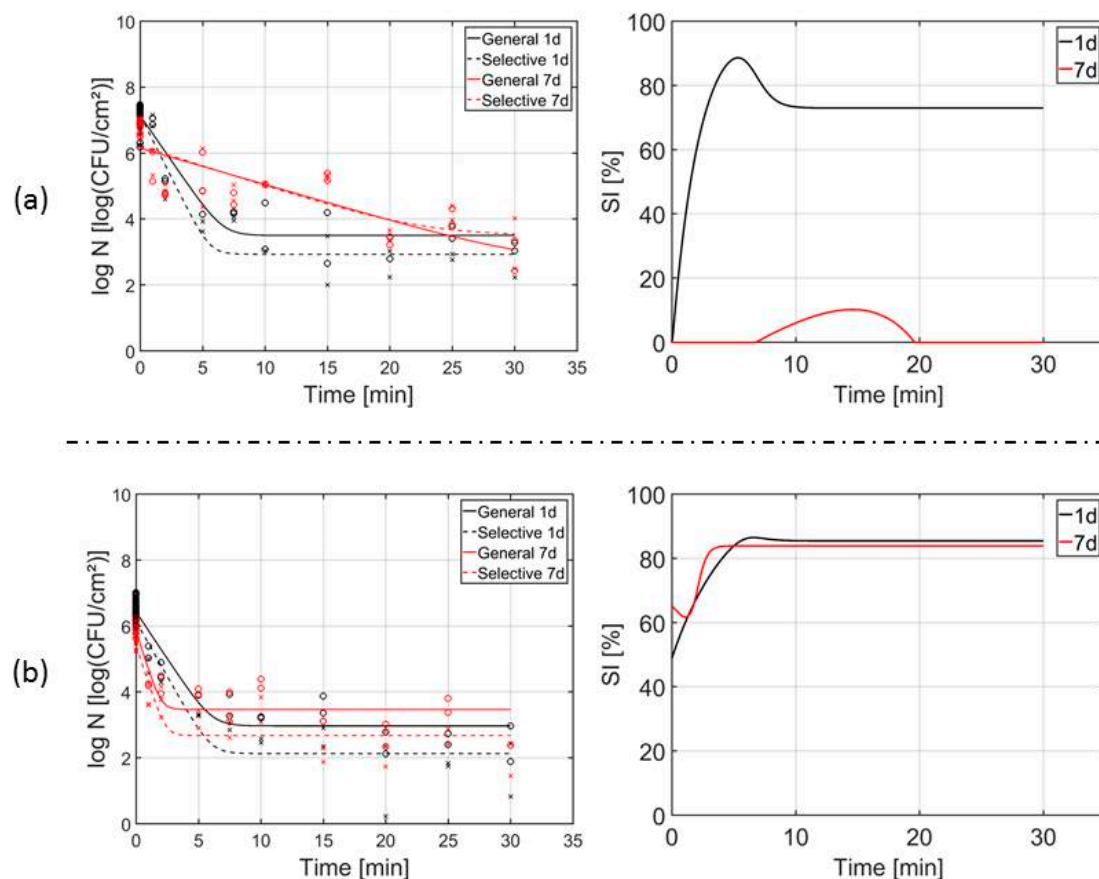 (a)
log N [log(CFU/cm²)]
10
8
6
4
2
0
General 1d
Selective 1d
General 7d
Selective 7d
0 5 10 15 20 25 30 35
Time [min]
SI [%]
100
80
60
40
20
0
1d
7d
0 10 20 30
Time [min]
(b)
log N [log(CFU/cm²)]
10
8
6
4
2
0
General 1d
Selective 1d
General 7d
Selective 7d
0 5 10 15 20 25 30 35
Time [min]
SI [%]
100
80
60
40
20
0
1d
7d
0 10 20 30
Time [min]